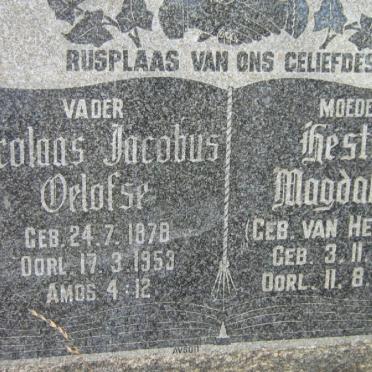 RUSPLAAS VAN ONS GELIEFDES
VADER
colaas Jacobus
Oelofse
GEB. 24.7.1878
OORL. 17.3.1953
AMOS 4:12
MOEDE
Hest
Magda
(GEB. VAN HE
GEB. 3.11
OORL. 11.8